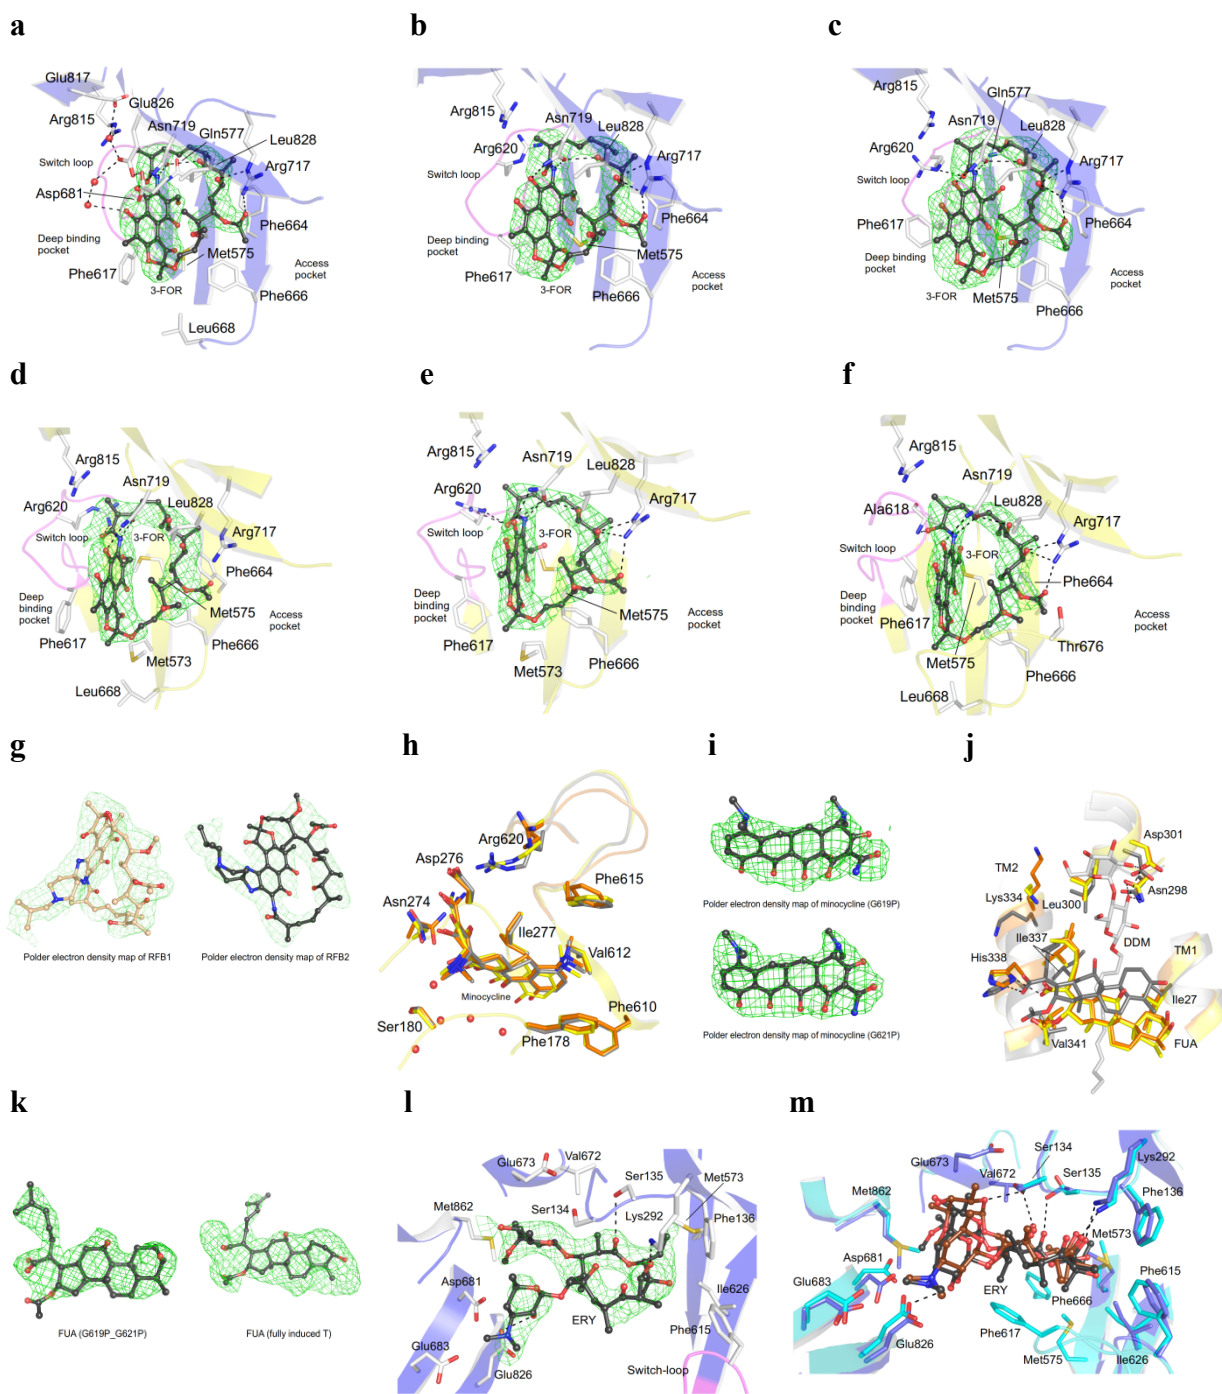 a
Glu817
Glu826
Arg815
Asn719
Gln577
Leu828
Switch loop
Arg717
Asp681
Phe664
Deep binding
pocket
Met575
Phe617
Access
pocket
3-FOR
Phe666
Leu668
b
Arg815
Asn719
Leu828
Arg620
Arg717
Switch loop
Phe664
Deep binding
pocket
Met575
Phe617
Access
pocket
3-FOR
Phe666
c
Arg815
Gln577
Asn719
Leu828
Arg620
Arg717
Switch loop
Phe617
Phe664
Deep binding
pocket
Access
pocket
3-FOR
Met575
Phe666
d
Arg815
Asn719
Arg620
Leu828
Switch loop
3-FOR
Arg717
Phe664
Deep
binding
pocket
Met575
Access
pocket
Phe617
Phe666
Met573
Leu668
e
Asn719
Arg815
Leu828
Arg620
Arg717
Switch loop
3-FOR
Deep
binding
pocket
Met575
Access
pocket
Phe617
Met573
Phe666
f
Arg815
Asn719
Leu828
Ala618
Arg717
Switch loop
3-FOR
Phe664
Deep
binding
pocket
Phe617
Access
pocket
Thr676
Met575
Phe666
Leu668
g
Polder electron density map of RFB1
Polder electron density map of RFB2
h
Arg620
Asp276
Phe615
Asn274
Ile277
Val612
Minocycline
Phe610
Ser180
Phe178
i
Polder electron density map of minocycline (G619P)
Polder electron density map of minocycline (G621P)
j
Asp301
TM2
Lys334
Asn298
Leu300
DDM
Ile337
TM1
His338
Ile27
Val341
FUA
k
FUA (G619P_G621P)
FUA (fully induced T)
l
Glu673
Val672
Ser135
Met573
Met862
Ser134
Lys292
Phe136
Asp681
Ile626
ERY
Phe615
Glu683
Glu826
Switch-loop
m
Ser134
Glu673
Lys292
Val672
Ser135
Met862
Phe136
Met573
Asp681
Glu683
Phe615
ERY
Phe666
Glu826
Phe617
Met575
Ile626